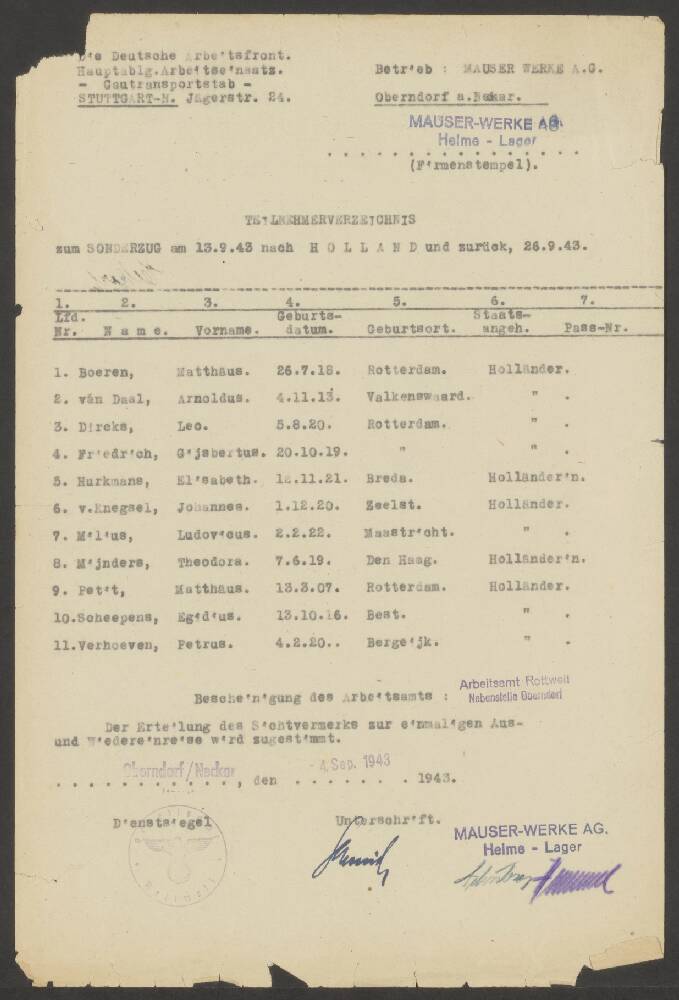 Die Deutsche Arbeitsfront.
Hauptablg.Arbeitseinsatz.
- Gautransportstab -
STUTTGART-N. Jägerstr. 24.
Betrieb : MAUSER WERKE A.G.
Oberndorf a.Nekar.
MAUSER-WERKE AG.
Helme - Lager
. . . . . . . . . . . . . . . .
(Firmenstempel).
TEILNEHMERVERZEICHNIS
zum SONDERZUG am 13.9.43 nach H O L L A N D und zurück, 26.9.43.
1. 2. 3. 4. 5. 6. 7.
Lfd. Geburts- Staats-
Nr. N a m e. Vorname. datum. Geburtsort. angeh. Pass-Nr.
1. Boeren, Matthäus. 26.7.18. Rotterdam. Holländer.
2. ván Daal, Arnoldus. 4.11.13. Valkenswaard. " .
3. Dircks, Leo. 5.8.20. Rotterdam. " .
4. Friedrich, Gijsbertus. 20.10.19. " " .
5. Hurkmans, Elisabeth. 12.11.21. Breda. Holländerin.
6. v.Knegsel, Johannes. 1.12.20. Zeelst. Holländer.
7. Milius, Ludovicus. 2.2.22. Maastricht. " .
8. Mijnders, Theodora. 7.6.19. Den Haag. Holländerin.
9. Petit, Matthäus. 13.3.07. Rotterdam. Holländer.
10.Scheepens, Egidius. 13.10.16. Best. " .
11.Verhoeven, Petrus. 4.2.20.. Bergeijk. " .
Bescheinigung des Arbeitsamts :
Arbeitsamt Rottweil
Nebenstelle Oberndorf
Der Erteilung des Sichtvermerks zur einmaligen Aus-
und Wiedereinreise wird zugestimmt.
Oberndorf/Neckar - 4. Sep. 1943
. . . . . . . . . . . , den . . . . . . . . 1943.
Dienstsiegel Unterschrift.
MAUSER-WERKE AG.
Helme - Lager